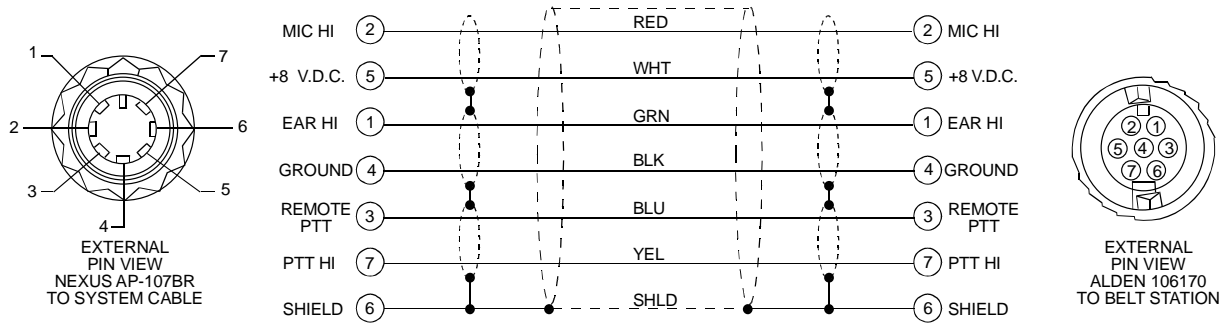 1
7
2
6
3
5
4
EXTERNAL
PIN VIEW
NEXUS AP-107BR
TO SYSTEM CABLE
MIC HI 2 RED 2 MIC HI
+8 V.D.C. 5 WHT 5 +8 V.D.C.
EAR HI 1 GRN 1 EAR HI
GROUND 4 BLK 4 GROUND
REMOTE PTT 3 BLU 3 REMOTE PTT
PTT HI 7 YEL 7 PTT HI
SHIELD 6 SHLD 6 SHIELD
2 1
5 4 3
7 6
EXTERNAL
PIN VIEW
ALDEN 106170
TO BELT STATION